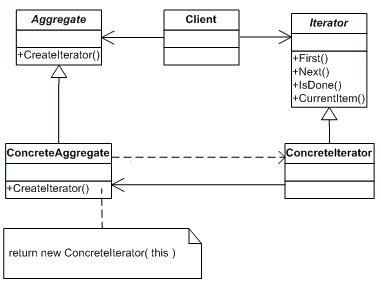 Aggregate
+CreateIterator()
Client
Iterator
+First()
+Next()
+IsDone()
+CurrentItem()
ConcreteAggregate
+CreateIterator()
ConcreteIterator
return new ConcreteIterator( this )